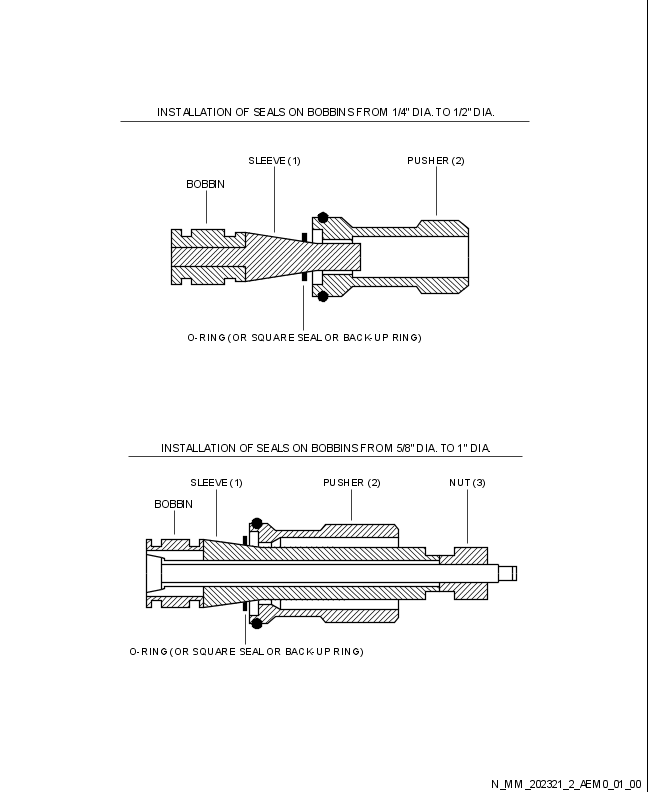 INSTALLATION OF SEALS ON BOBBINS FROM 1/4" DIA. TO 1/2" DIA.
SLEEVE (1)
PUSHER (2)
BOBBIN
O-RING (OR SQUARE SEAL OR BACK-UP RING)
INSTALLATION OF SEALS ON BOBBINS FROM 5/8" DIA. TO 1" DIA.
SLEEVE (1)
PUSHER (2)
NUT (3)
BOBBIN
O-RING (OR SQUARE SEAL OR BACK-UP RING)
N_MM_202321_2_AEM0_01_00